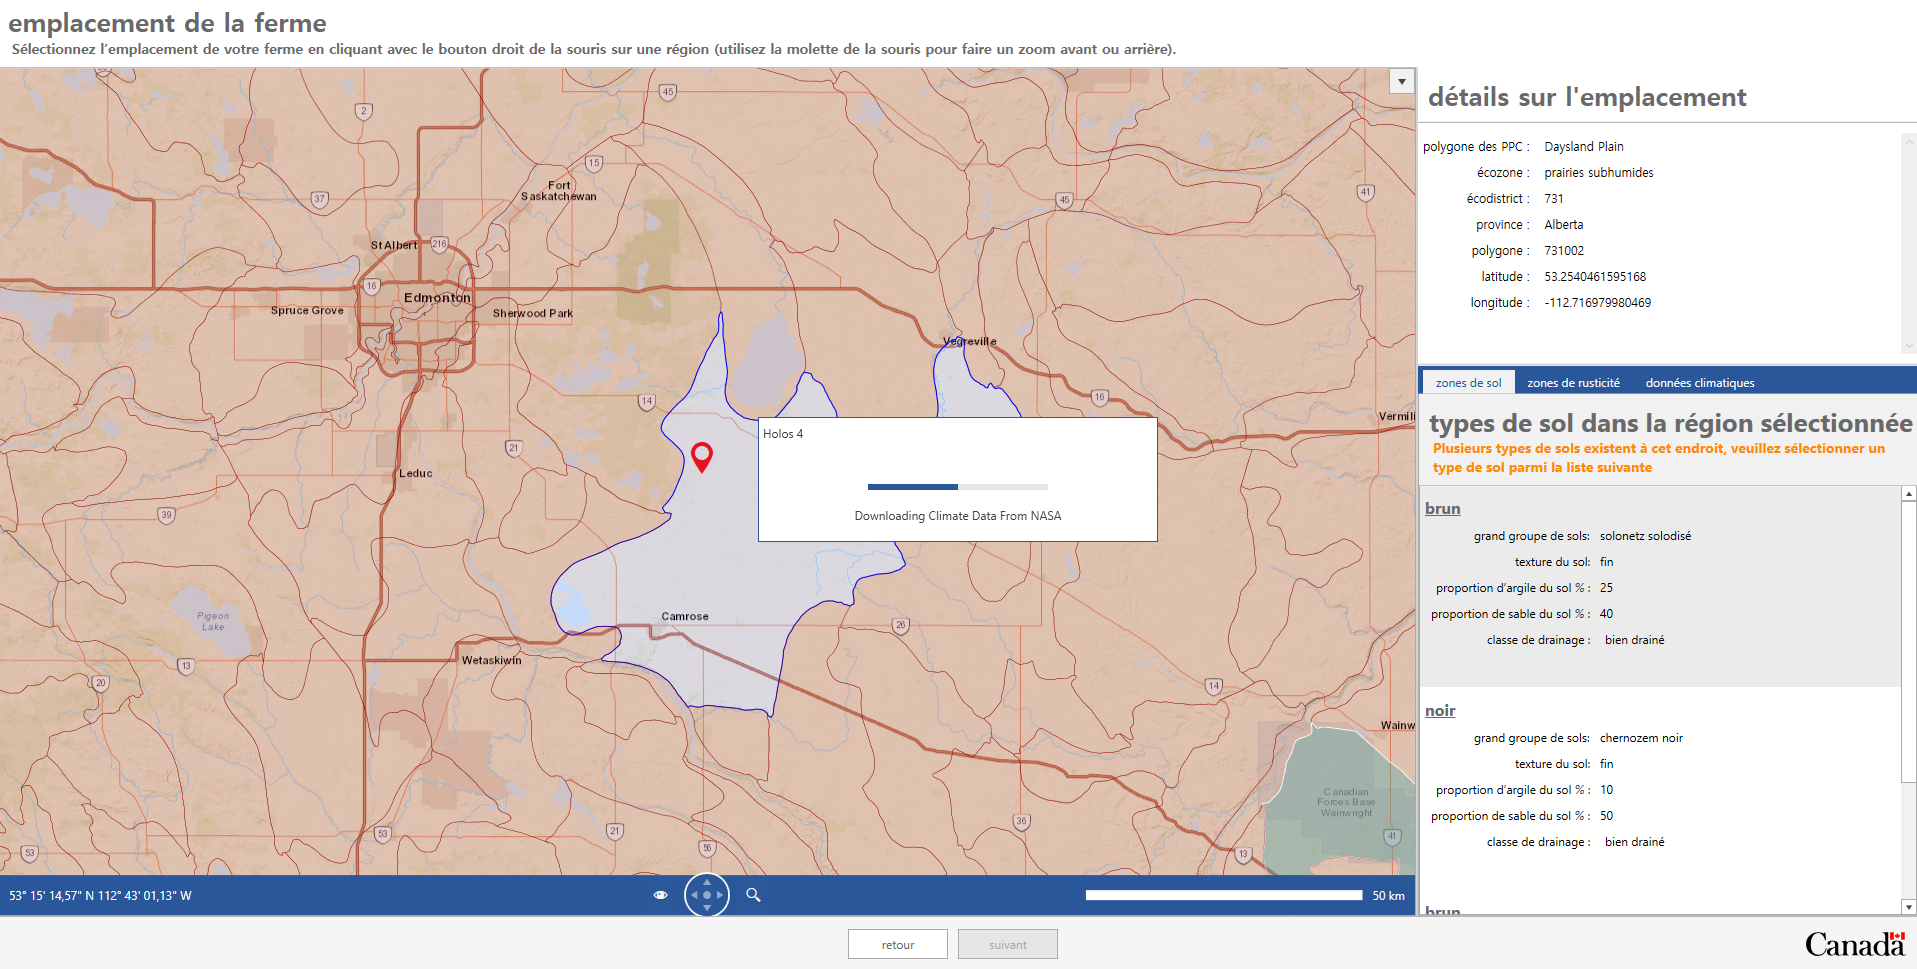 emplacement de la ferme
Sélectionnez l’emplacement de votre ferme en cliquant avec le bouton droit de la souris sur une région (utilisez la molette de la souris pour faire un zoom avant ou arrière).
45
2
15
Fort
Saskatchewan
37
45
41
St Albert
216
16
Edmonton
Spruce Grove
Sherwood Park
Vegreville
14
16
Vermili
21
Leduc
39
Pigeon
Lake
Camrose
26
13
Wetaskiwin
20
14
Wainw
Canadian
Forces Base
Wainwright
53
21
36
41
53
56
13
Holos 4
Downloading Climate Data From NASA
53° 15' 14,57" N 112° 43' 01,13" W
50 km
détails sur l'emplacement
polygone des PPC : Daysland Plain
écozone : prairies subhumides
écodistrict : 731
province : Alberta
polygone : 731002
latitude : 53.2540461595168
longitude : -112.716979980469
zones de sol zones de rusticité données climatiques
types de sol dans la région sélectionnée
Plusieurs types de sols existent à cet endroit, veuillez sélectionner un
type de sol parmi la liste suivante
brun
grand groupe de sols: solonetz solodisé
texture du sol: fin
proportion d’argile du sol % : 25
proportion de sable du sol % : 40
classe de drainage : bien drainé
noir
grand groupe de sols: chernozem noir
texture du sol: fin
proportion d’argile du sol % : 10
proportion de sable du sol % : 50
classe de drainage : bien drainé
brun
retour suivant
Canada